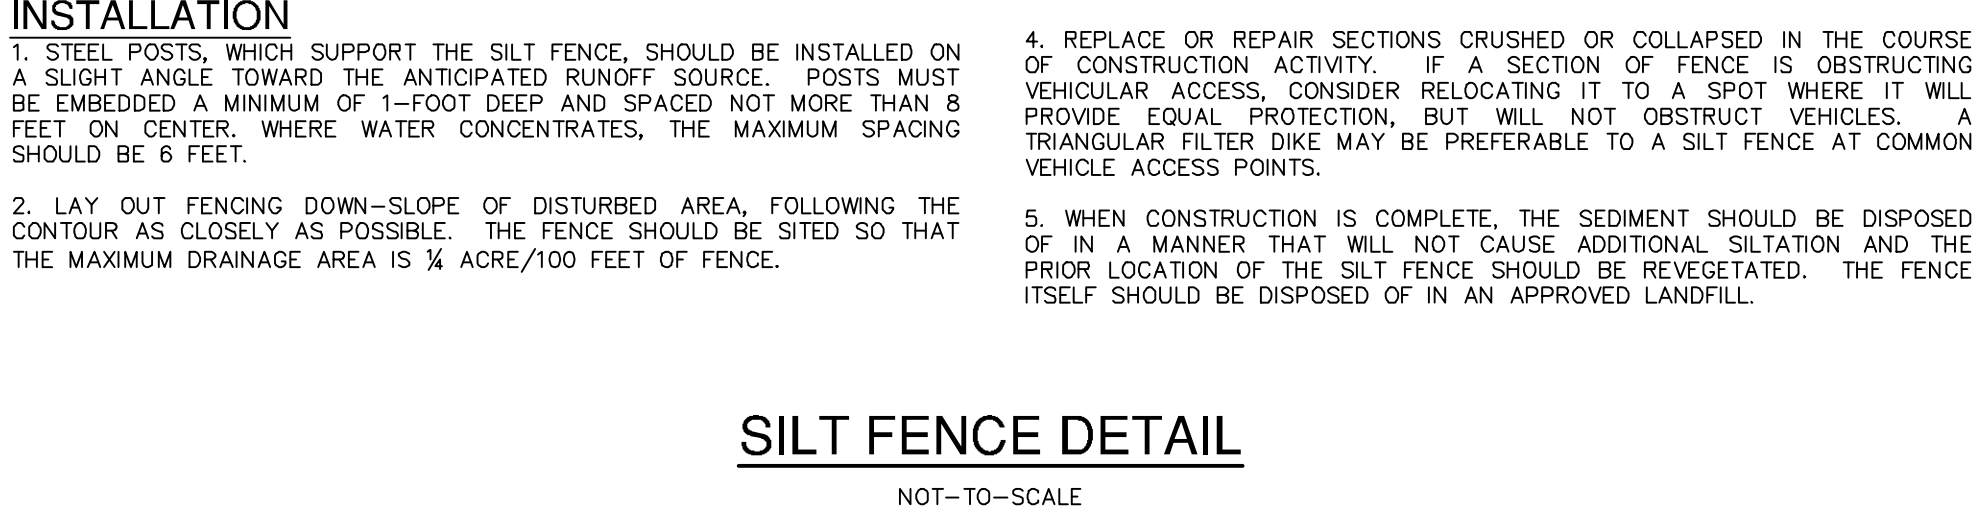 INSTALLATION
1. STEEL POSTS, WHICH SUPPORT THE SILT FENCE, SHOULD BE INSTALLED ON
A SLIGHT ANGLE TOWARD THE ANTICIPATED RUNOFF SOURCE. POSTS MUST
BE EMBEDDED A MINIMUM OF 1-FOOT DEEP AND SPACED NOT MORE THAN 8
FEET ON CENTER. WHERE WATER CONCENTRATES, THE MAXIMUM SPACING
SHOULD BE 6 FEET.
2. LAY OUT FENCING DOWN-SLOPE OF DISTURBED AREA, FOLLOWING THE
CONTOUR AS CLOSELY AS POSSIBLE. THE FENCE SHOULD BE SITED SO THAT
THE MAXIMUM DRAINAGE AREA IS ¼ ACRE/100 FEET OF FENCE.
4. REPLACE OR REPAIR SECTIONS CRUSHED OR COLLAPSED IN THE COURSE
OF CONSTRUCTION ACTIVITY. IF A SECTION OF FENCE IS OBSTRUCTING
VEHICULAR ACCESS, CONSIDER RELOCATING IT TO A SPOT WHERE IT WILL
PROVIDE EQUAL PROTECTION, BUT WILL NOT OBSTRUCT VEHICLES. A
TRIANGULAR FILTER DIKE MAY BE PREFERABLE TO A SILT FENCE AT COMMON
VEHICLE ACCESS POINTS.
5. WHEN CONSTRUCTION IS COMPLETE, THE SEDIMENT SHOULD BE DISPOSED
OF IN A MANNER THAT WILL NOT CAUSE ADDITIONAL SILTATION AND THE
PRIOR LOCATION OF THE SILT FENCE SHOULD BE REVEGETATED. THE FENCE
ITSELF SHOULD BE DISPOSED OF IN AN APPROVED LANDFILL.
SILT FENCE DETAIL
NOT-TO-SCALE